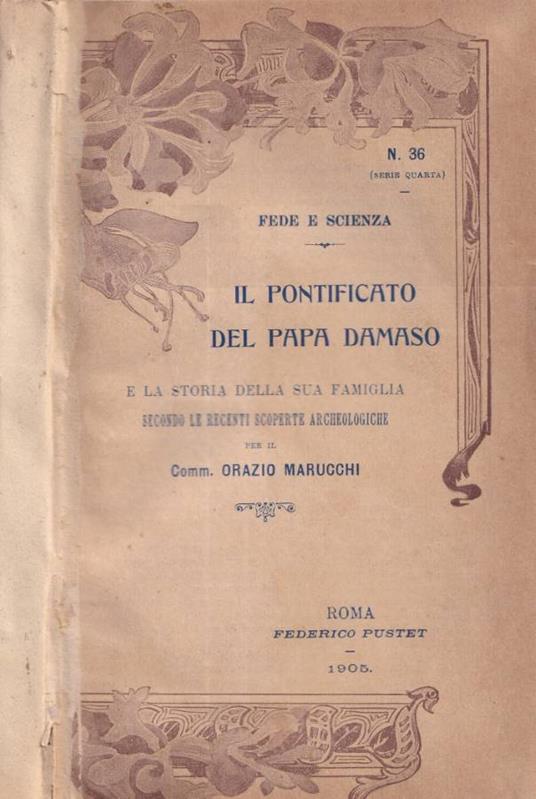 N. 36
(SERIE QUARTA)
FEDE E SCIENZA
IL PONTIFICATO
DEL PAPA DAMASO
E LA STORIA DELLA SUA FAMIGLIA
SECONDO LE RECENTI SCOPERTE ARCHEOLOGICHE
PER IL
Comm. ORAZIO MARUCCHI
ROMA
FEDERICO PUSTET
1905.